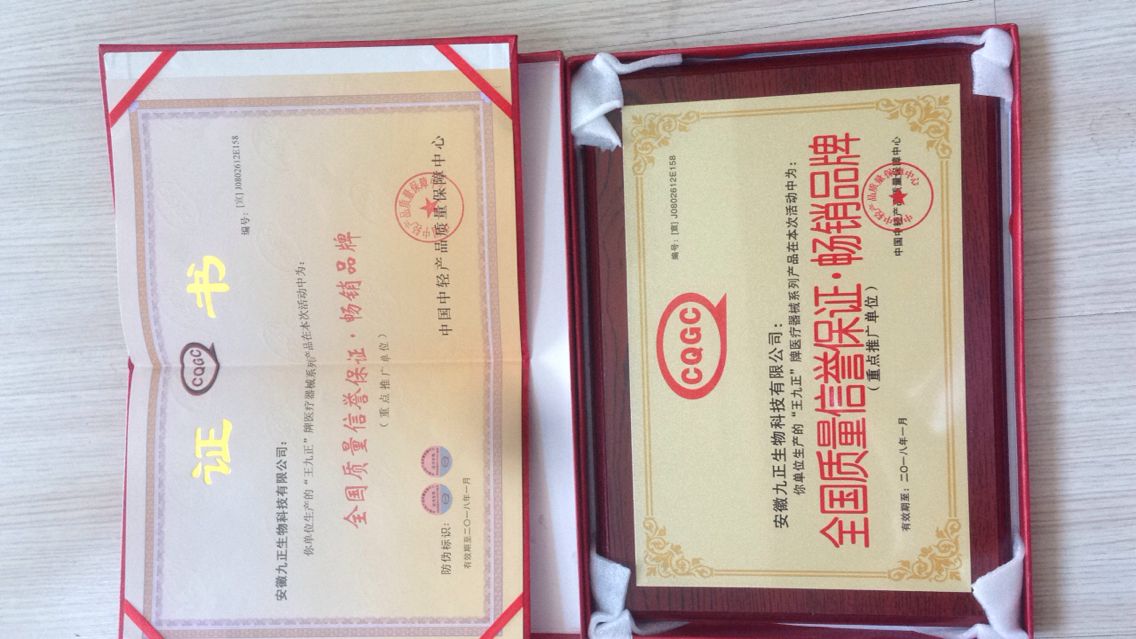 证书
CQGC
编号：[宣] J0802612E158
安徽九正生物科技有限公司：
你单位生产的“王九正”牌医疗器械系列产品在本次活动中为：
全国质量信誉保证·畅销品牌
（重点推广单位）
防伪标识：
有效期至二〇一八年一月
中国中轻产品质量保障中心
编号：[宣] J0802612E158
CQGC
安徽九正生物科技有限公司：
你单位生产的“王九正”牌医疗器械系列产品在本次活动中为：
全国质量信誉保证·畅销品牌
（重点推广单位）
有效期至：二〇一八年一月
中国中轻产品质量保障中心